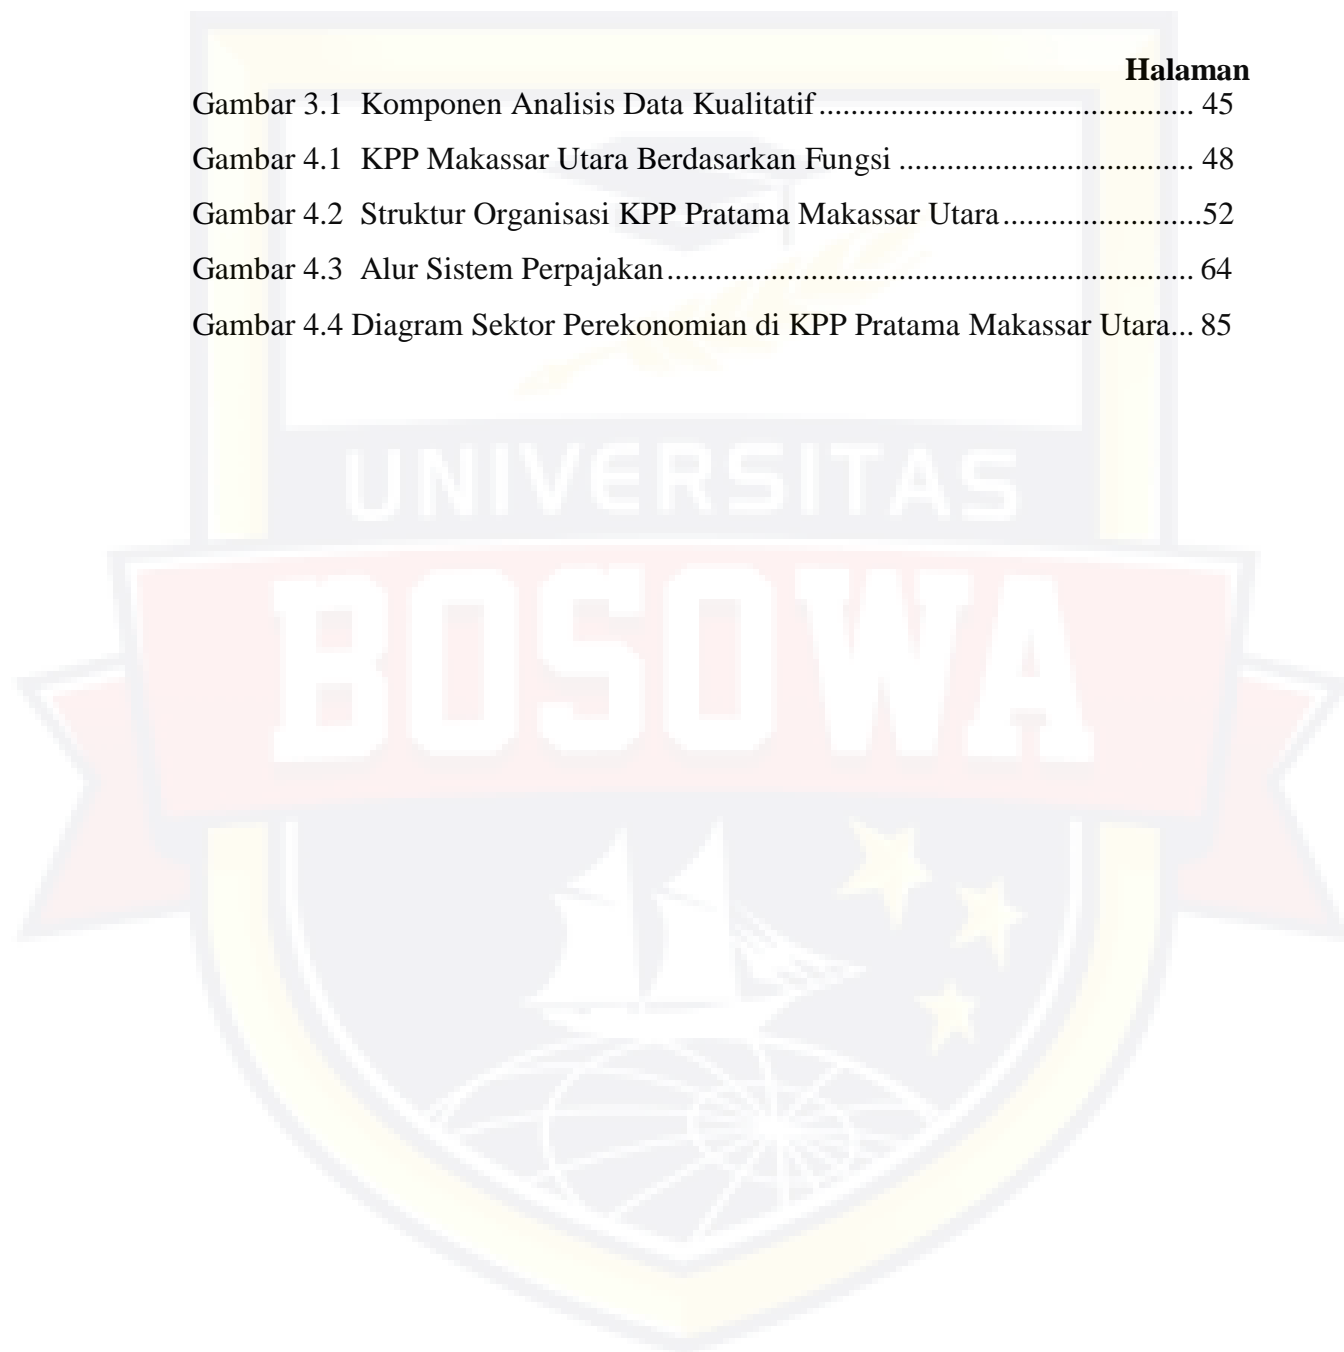 Halaman
Gambar 3.1 Komponen Analisis Data Kualitatif............................................... 45
Gambar 4.1 KPP Makassar Utara Berdasarkan Fungsi ..................................... 48
Gambar 4.2 Struktur Organisasi KPP Pratama Makassar Utara.........................52
Gambar 4.3 Alur Sistem Perpajakan.................................................................. 64
Gambar 4.4 Diagram Sektor Perekonomian di KPP Pratama Makassar Utara... 85
UNIVERSITAS
BOSOWA